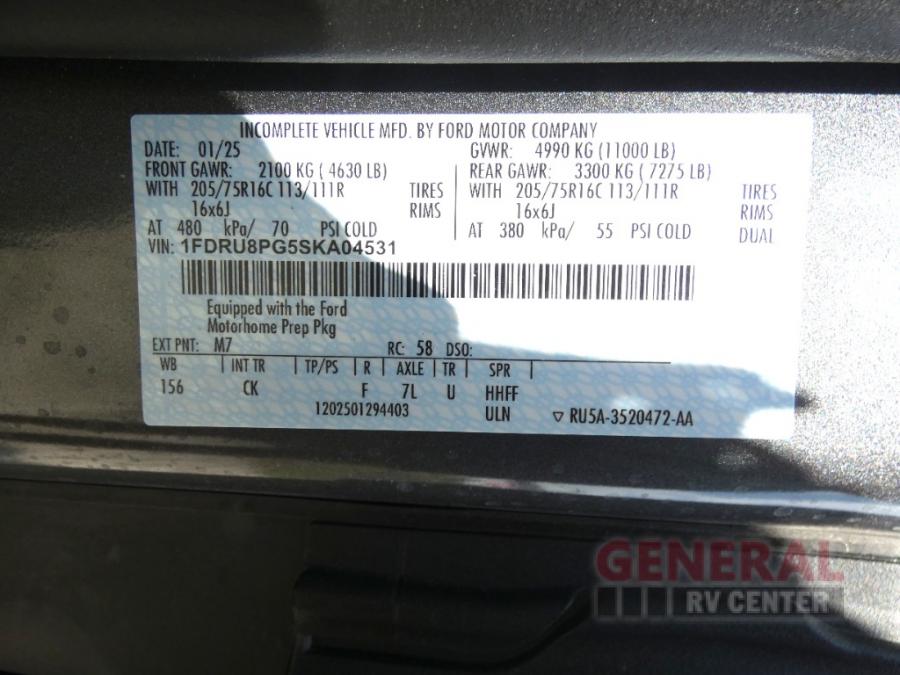 INCOMPLETE VEHICLE MFD. BY FORD MOTOR COMPANY
DATE: 01/25 GVWR: 4990 KG (11000 LB)
FRONT GAWR: 2100 KG ( 4630 LB) REAR GAWR: 3300 KG ( 7275 LB)
WITH 205/75R16C 113/111R TIRES WITH 205/75R16C 113/111R TIRES
16x6J RIMS 16x6J RIMS
AT 480 kPa/ 70 PSI COLD AT 380 kPa/ 55 PSI COLD DUAL
VIN: 1FDRU8PG5SKA04531
Equipped with the Ford
Motorhome Prep Pkg
EXT PNT: M7 RC: 58 DSO:
WB INT TR TP/PS R AXLE TR SPR
156 CK F 7L U HHFF
1202501294403 ULN RU5A-3520472-AA
GENERAL
RV CENTER